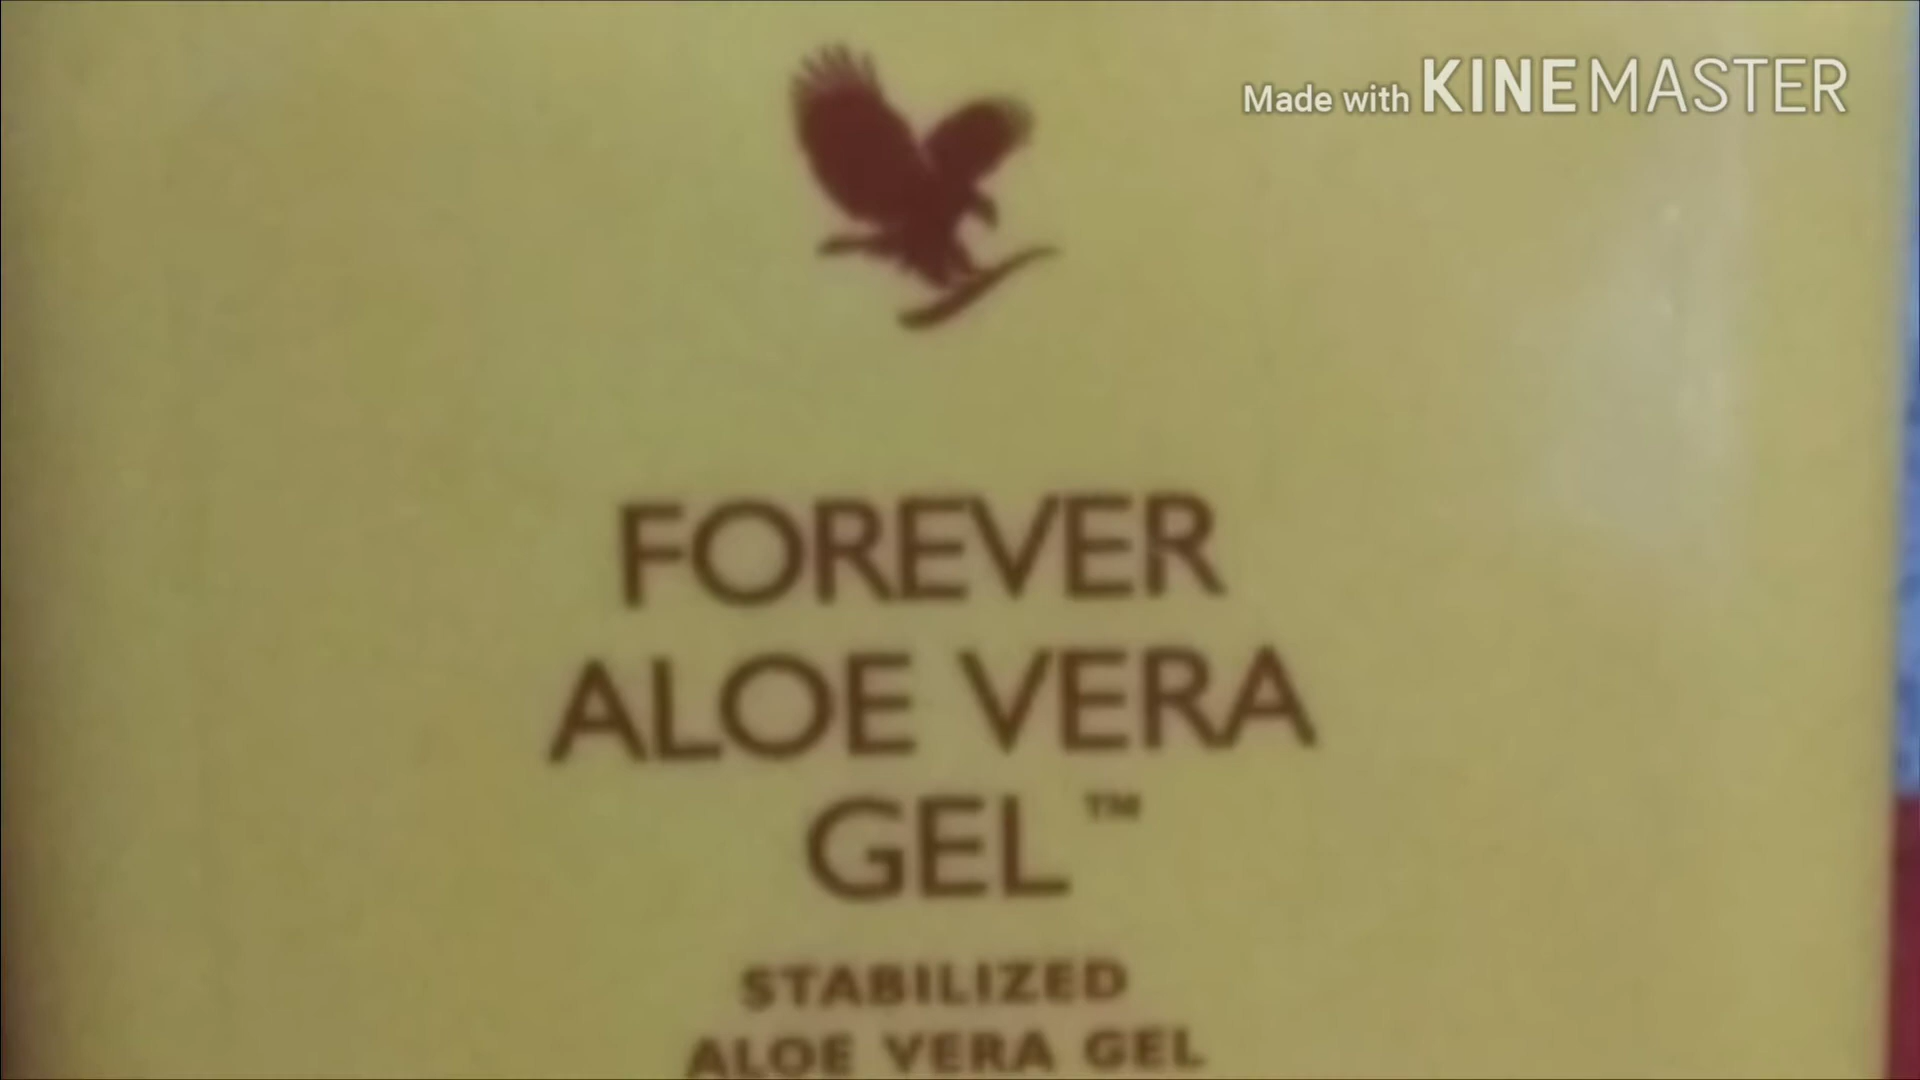 Made with KINEMASTER
FOREVER
ALOE VERA
GEL™
STABILIZED
ALOE VERA GEL